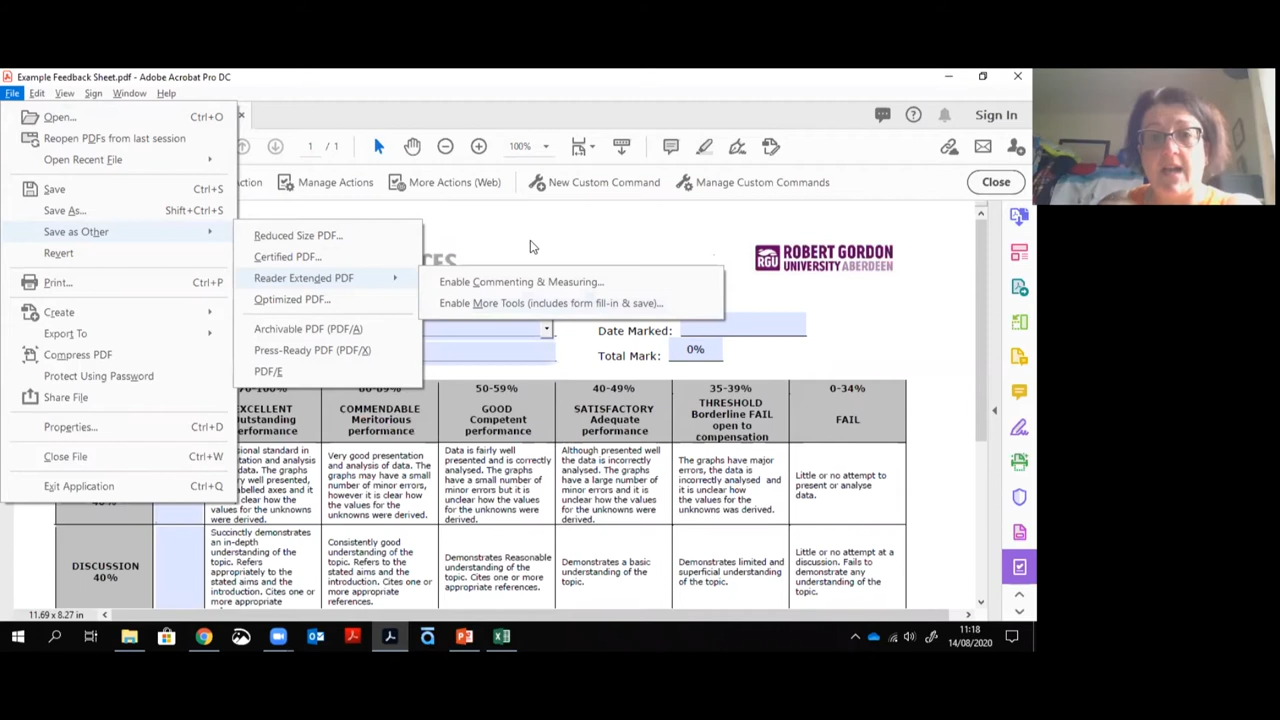 Example Feedback Sheet.pdf - Adobe Acrobat Pro DC
File Edit View Sign Window Help
Open... Ctrl+O
Reopen PDFs from last session
Open Recent File
Save Ctrl+S
Save As... Shift+Ctrl+S
Save as Other
Revert
Print... Ctrl+P
Create
Export To
Compress PDF
Protect Using Password
Share File
Properties... Ctrl+D
Close File Ctrl+W
Exit Application Ctrl+Q
Reduced Size PDF...
Certified PDF...
Reader Extended PDF
Optimized PDF...
Archivable PDF (PDF/A)
Press-Ready PDF (PDF/X)
PDF/E
Enable Commenting & Measuring...
Enable More Tools (includes form fill-in & save)...
Sign In
1 / 1 100%
Manage Actions More Actions (Web) New Custom Command Manage Custom Commands Close
RGU ROBERT GORDON
UNIVERSITY ABERDEEN
Date Marked:
Total Mark: 0%
50-59%
GOOD
Competent
performance
40-49%
SATISFACTORY
Adequate
performance
35-39%
THRESHOLD
Borderline FAIL
open to
compensation
0-34%
FAIL
COMMENDABLE
Meritorious
performance
values for the unknowns
were derived.
Very good presentation
and analysis of data. The
graphs may have a small
number of minor errors,
however it is clear how
the values for the
unknowns were derived.
Data is fairly well
presented and is correctly
analysed. The graphs
have a small number of
minor errors but it is
unclear how the values
for the unknowns were
derived.
Although presented well
the data is incorrectly
analysed. The graphs
have a large number of
minor errors and it is
unclear how the values
for the unknowns were
derived.
The graphs have major
errors, the data is
incorrectly analysed and
it is unclear how
the values for the
unknowns was derived.
Little or no attempt to
present or analyse
data.
DISCUSSION
40%
Succinctly demonstrates
an in-depth
understanding of the
topic. Refers
appropriately to the
stated aims and the
introduction. Cites one or
more appropriate
Consistently good
understanding of the
topic. Refers to the
stated aims and the
introduction. Cites one or
more appropriate
references.
Demonstrates Reasonable
understanding of the
topic. Cites one or more
appropriate references.
Demonstrates a basic
understanding of the
topic.
Demonstrates limited and
superficial understanding
of the topic.
Little or no attempt at a
discussion. Fails to
demonstrate any
understanding of the
topic.
11.69 x 8.27 in
11:18
14/08/2020